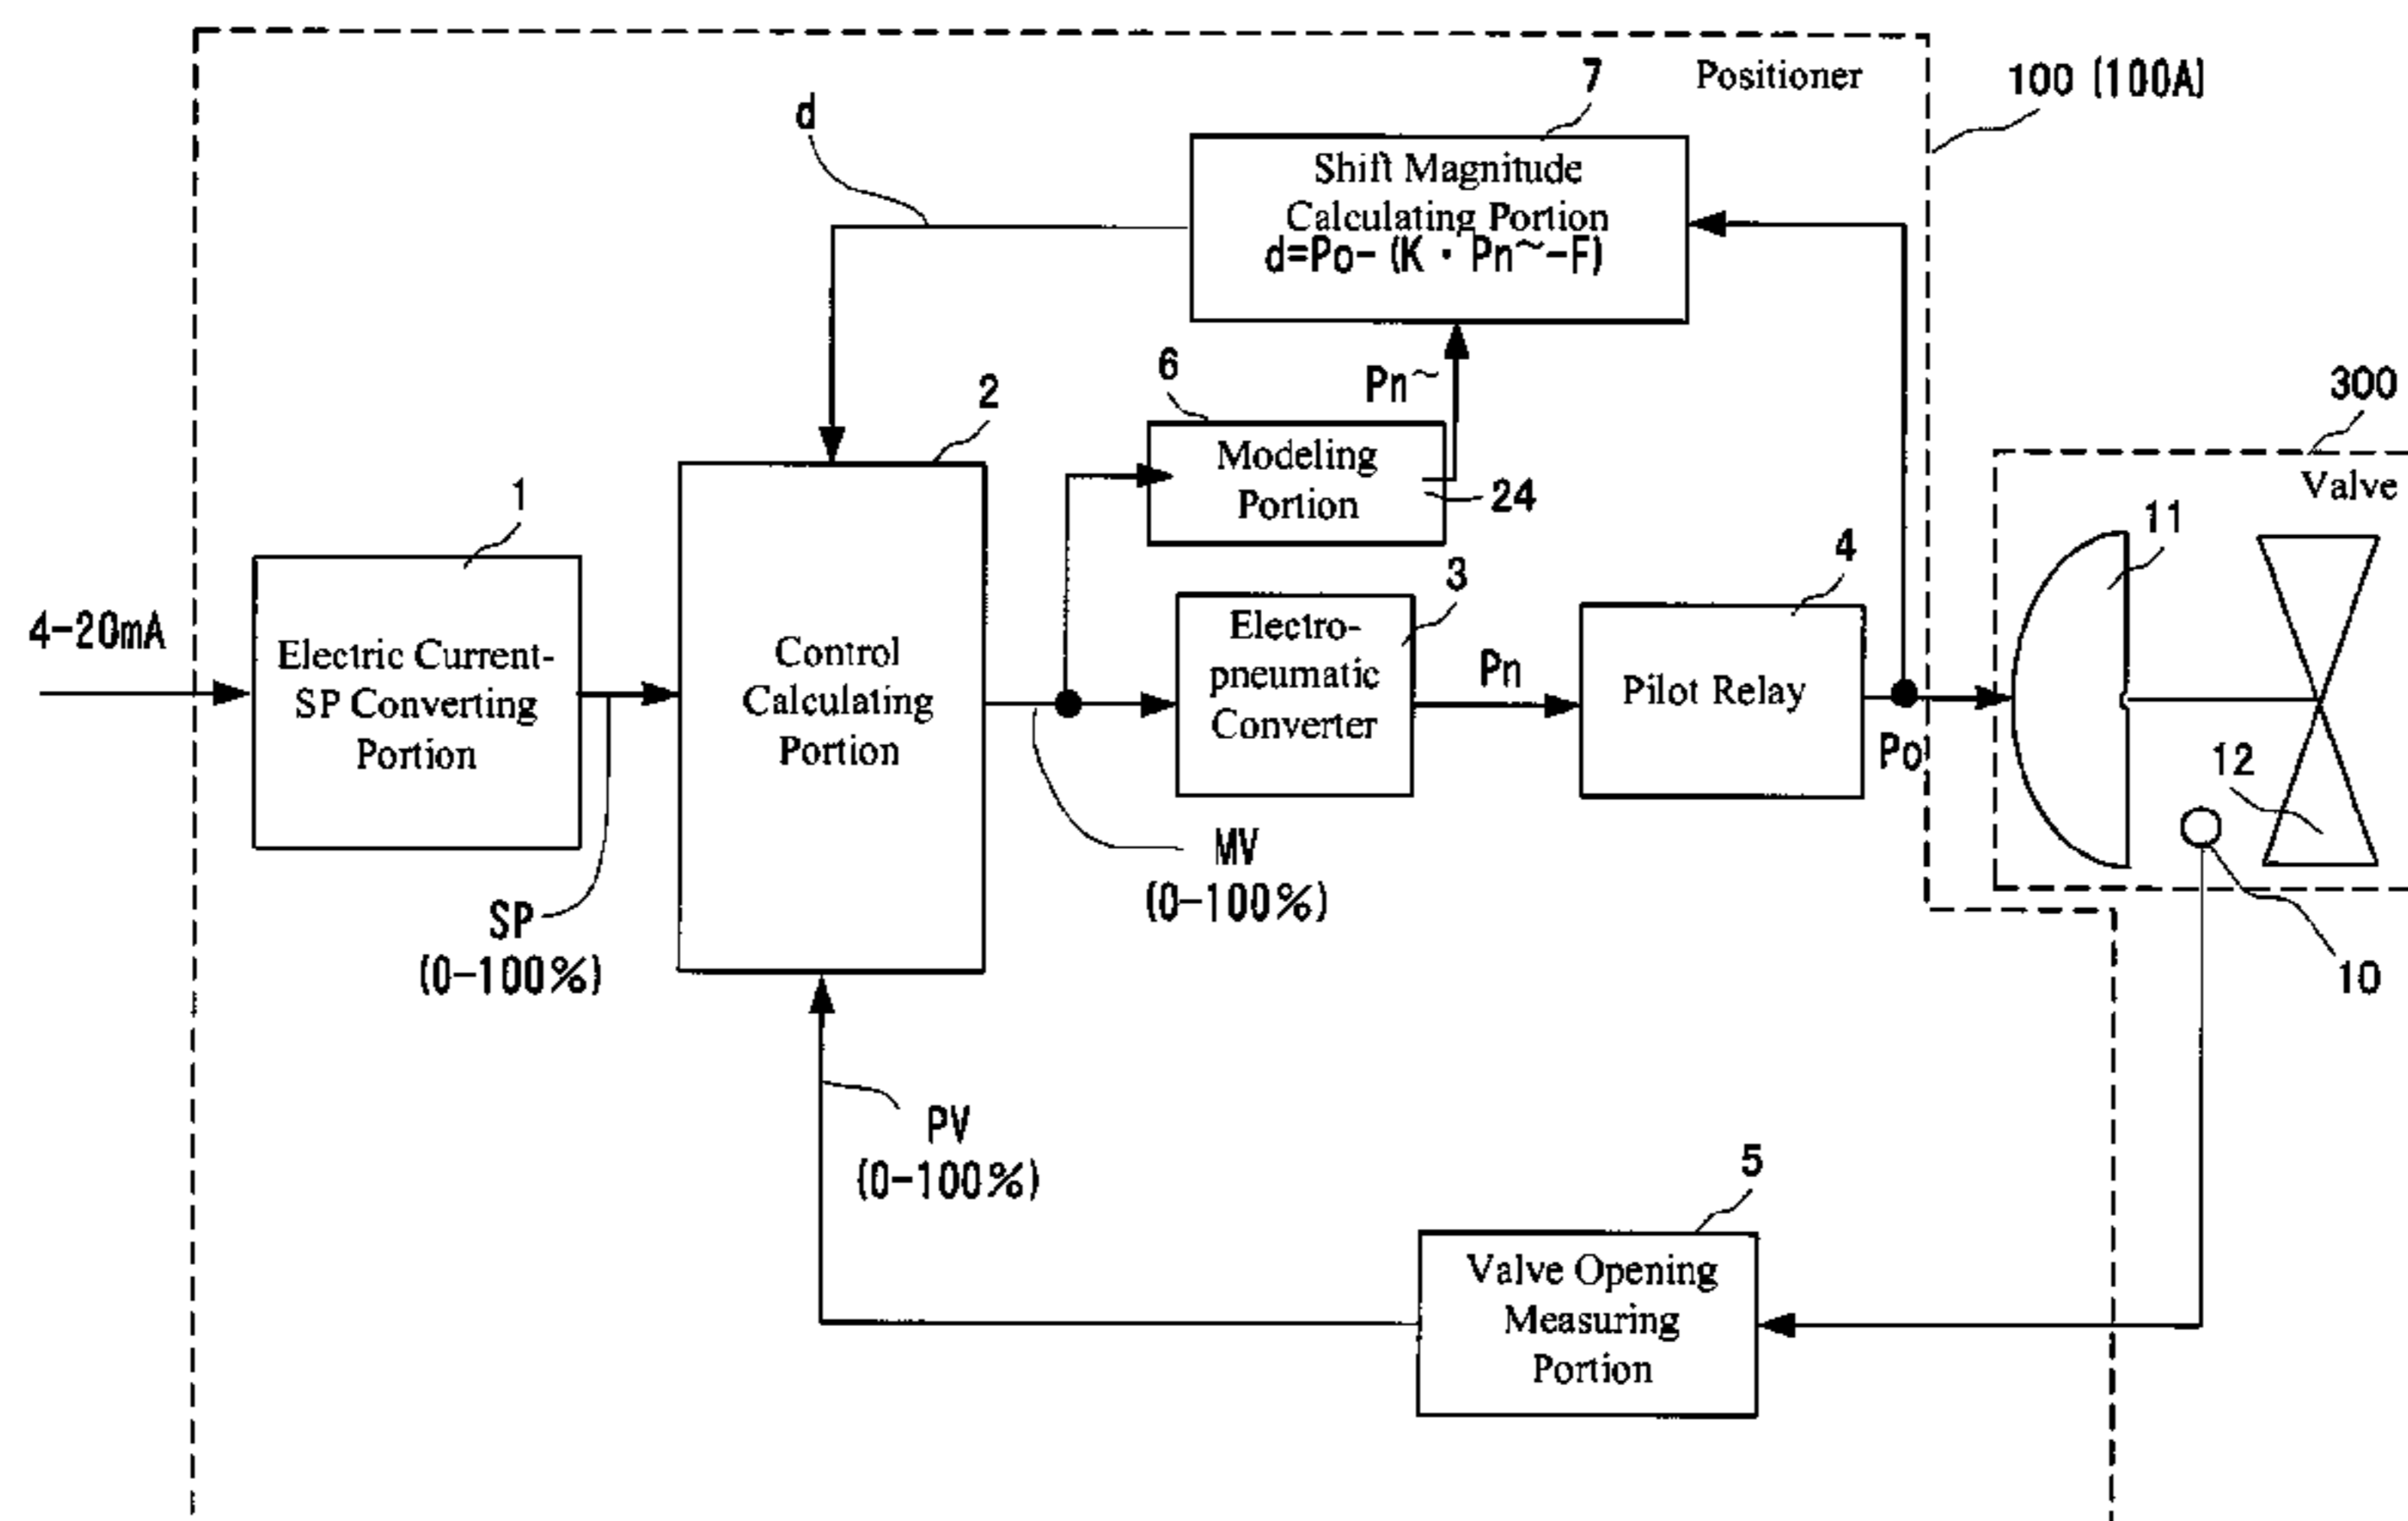 Positioner
100 (100A)
7
d
Shift Magnitude
Calculating Portion
d=Po- (K · Pn~-F)
6
Pn~
2
300
Modeling
Portion
24
Valve
1
11
4
3
4-20mA
Electric Current-
SP Converting
Portion
Control
Calculating
Portion
Electro-
pneumatic
Converter
Pn
Pilot Relay
Po
12
MV
(0-100%)
SP
(0-100%)
10
PV
(0-100%)
5
Valve Opening
Measuring
Portion